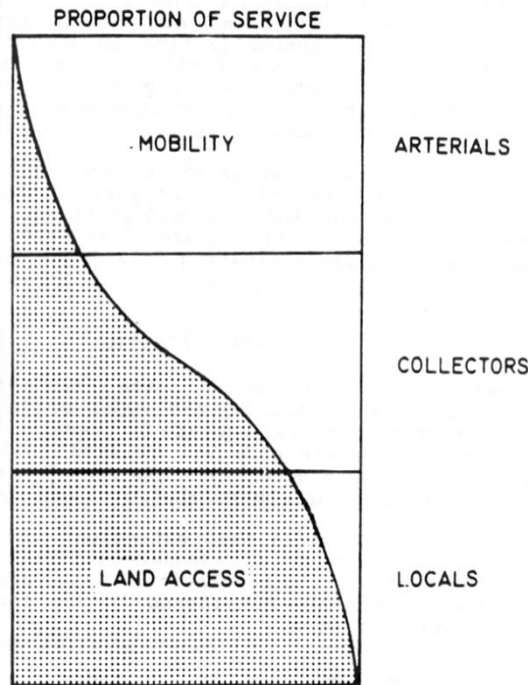 PROPORTION OF SERVICE
MOBILITY
ARTERIALS
COLLECTORS
LAND ACCESS
LOCALS